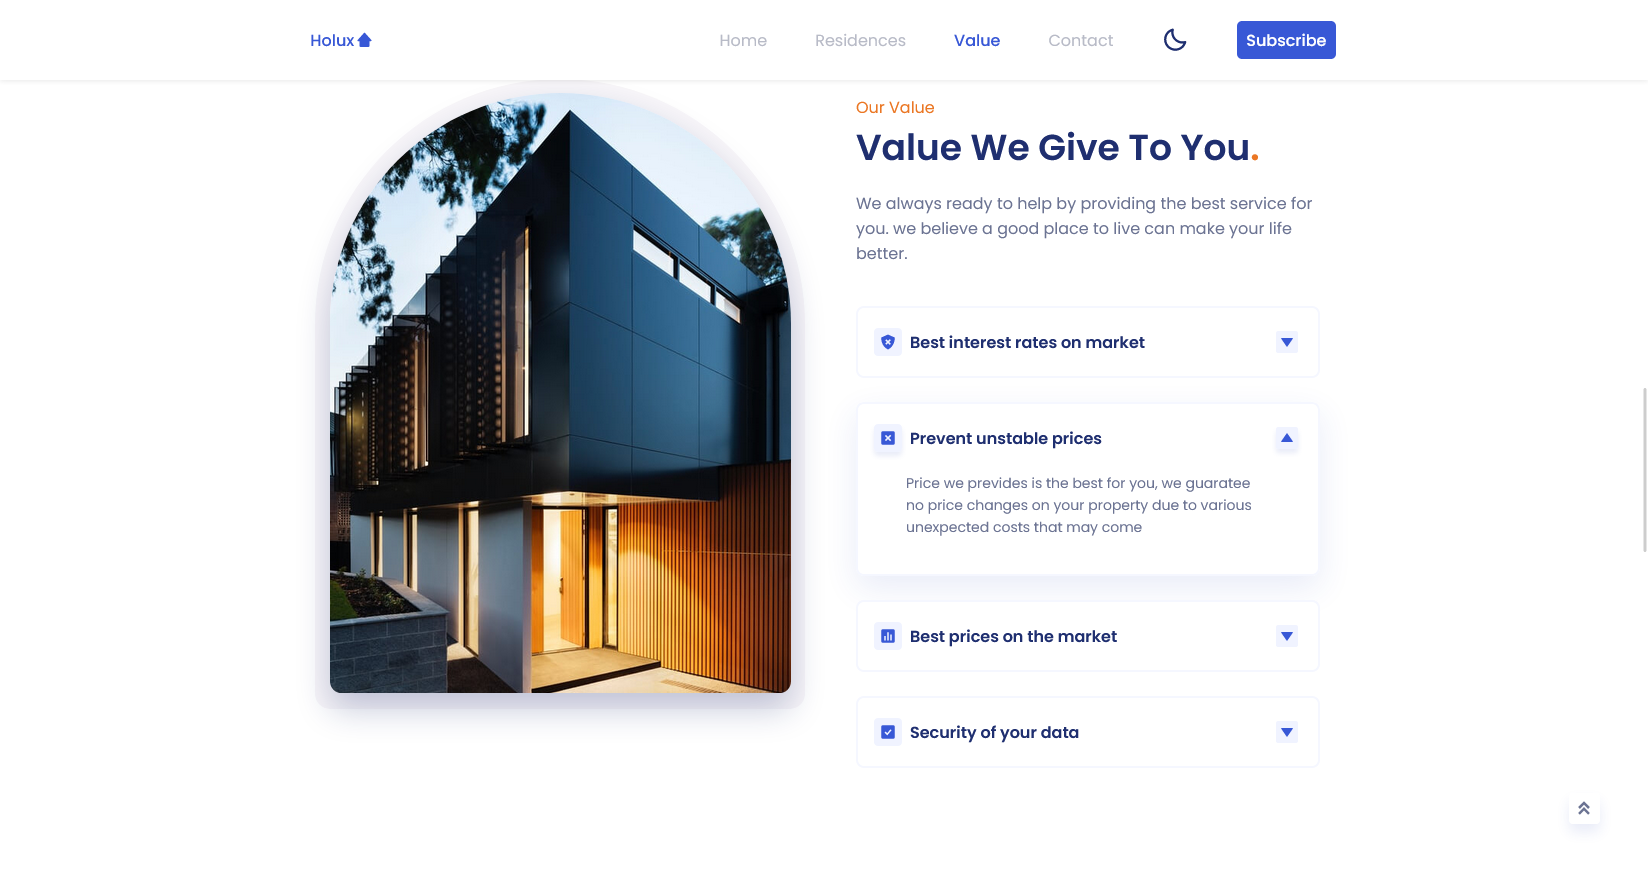 Holux
Home
Residences
Value
Contact
Subscribe
Our Value
Value We Give To You.
We always ready to help by providing the best service for
you. we believe a good place to live can make your life
better.
Best interest rates on market
Prevent unstable prices
Price we prevides is the best for you, we guaratee
no price changes on your property due to various
unexpected costs that may come
Best prices on the market
Security of your data